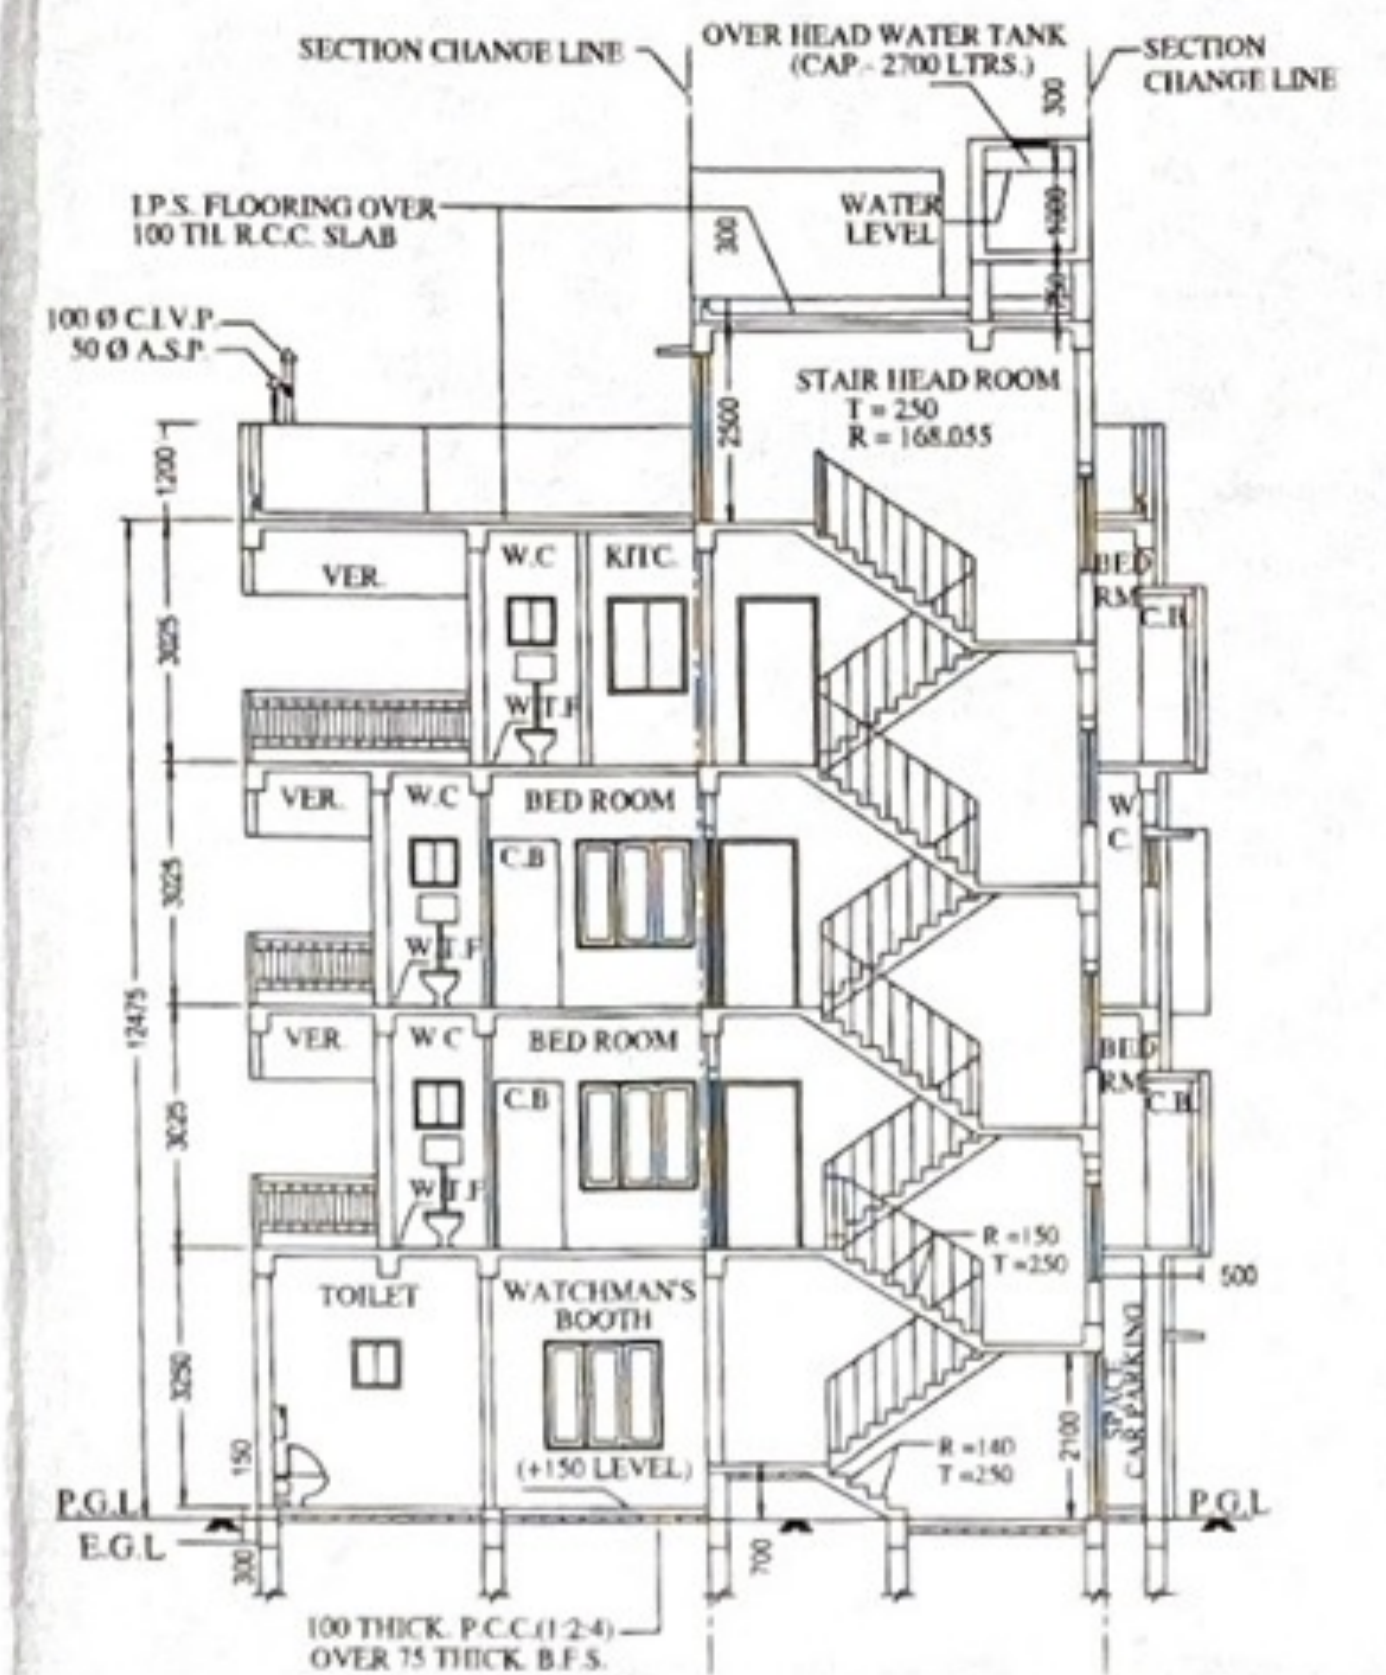 SECTION CHANGE LINE
OVER HEAD WATER TANK
(CAP.- 2700 LTRS.)
SECTION
CHANGE LINE
300
I.P.S. FLOORING OVER
100 TH. R.C.C. SLAB
300
WATER
LEVEL
1000
750
100 Ø C.I.V.P.
50 Ø A.S.P.
STAIR HEAD ROOM
T = 250
R = 168.055
2500
1200
VER.
W.C
KITC.
BED
RM
C.B
3025
W.T.F
VER.
W.C
BED ROOM
W
C.
C.B
3025
W.T.F
12475
VER.
W C
BED ROOM
BED
RM
C.B
C.B
3025
W.T.F
R =150
T =250
500
TOILET
WATCHMAN'S
BOOTH
3250
SPACE
CAR PARKING
2100
150
(+150 LEVEL)
R =140
T =250
P.G.L
P.G.L
E.G.L
300
700
100 THICK. P.C.C.(1:2:4)
OVER 75 THICK. B.F.S.